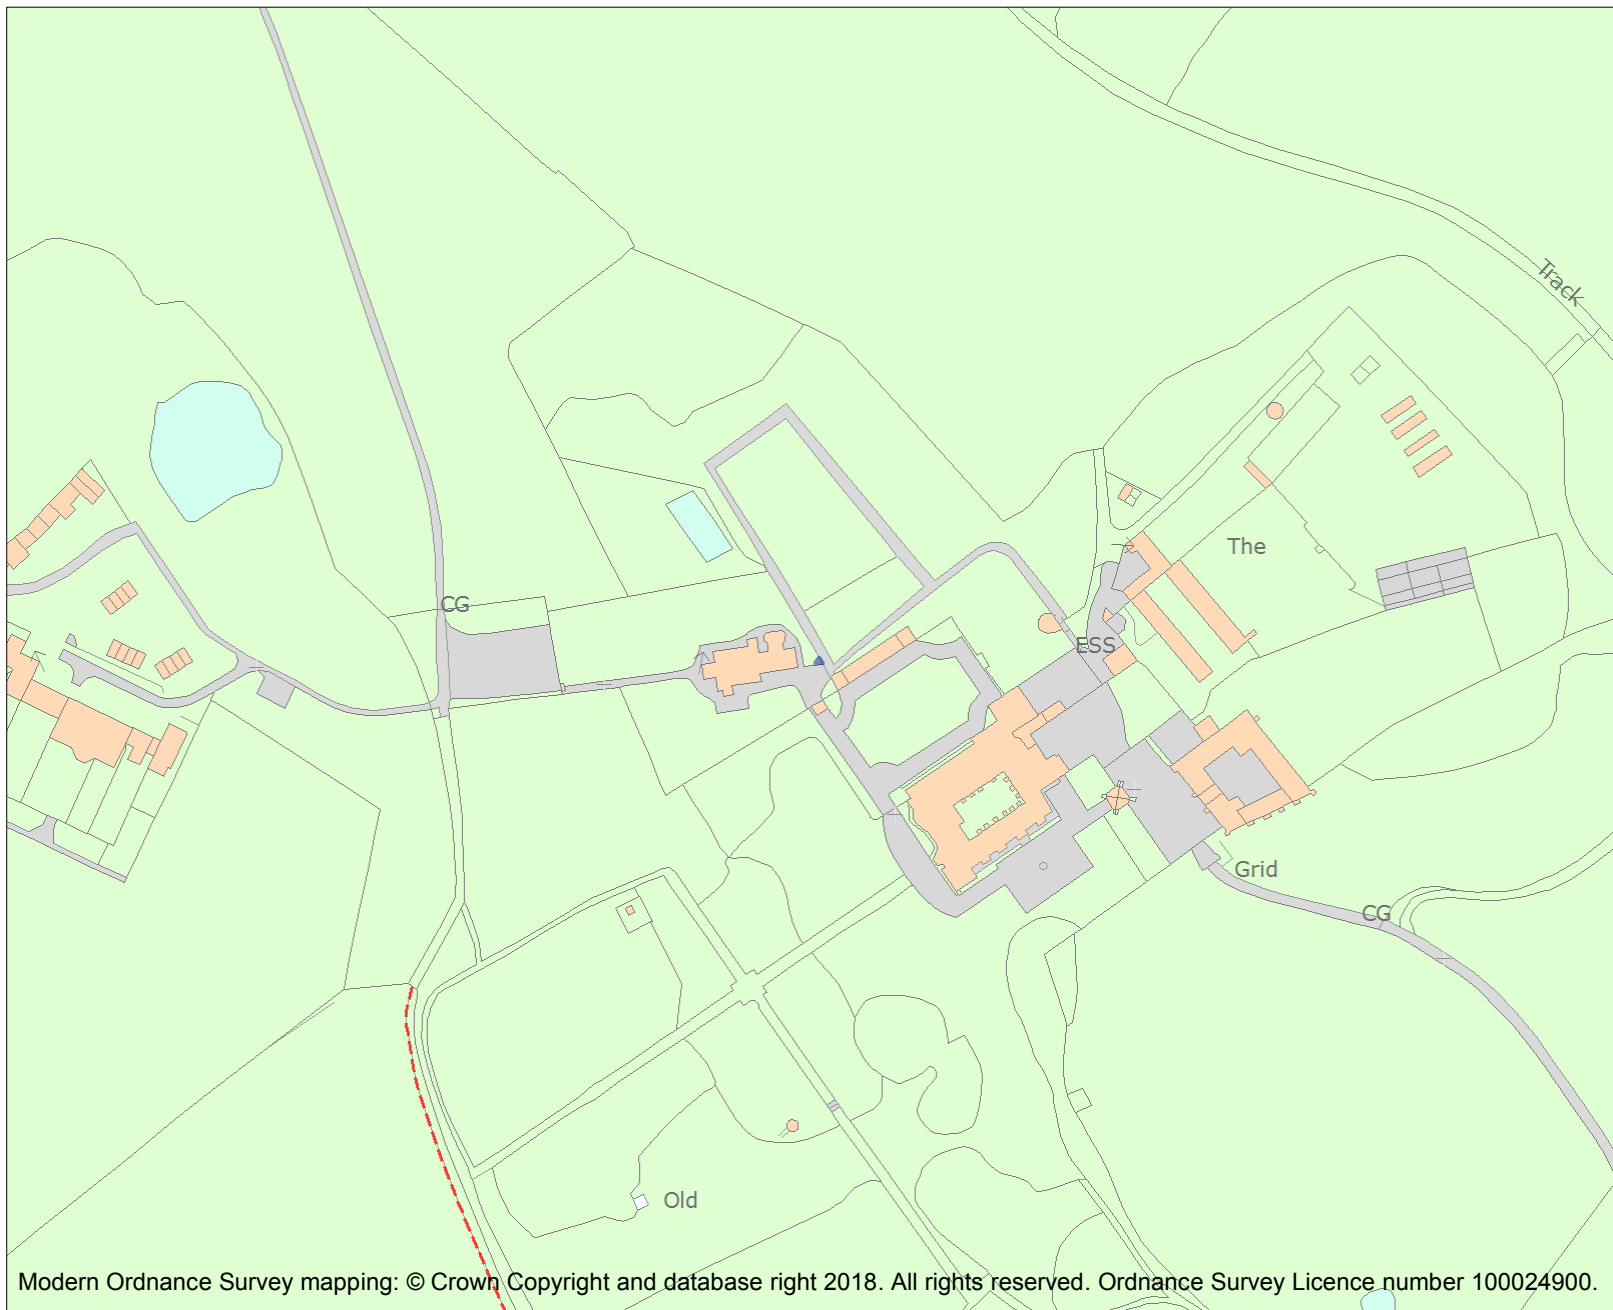 Track
The
CG
ESS
Grid
CG
Old
Modern Ordnance Survey mapping: © Crown Copyright and database right 2018. All rights reserved. Ordnance Survey Licence number 100024900.